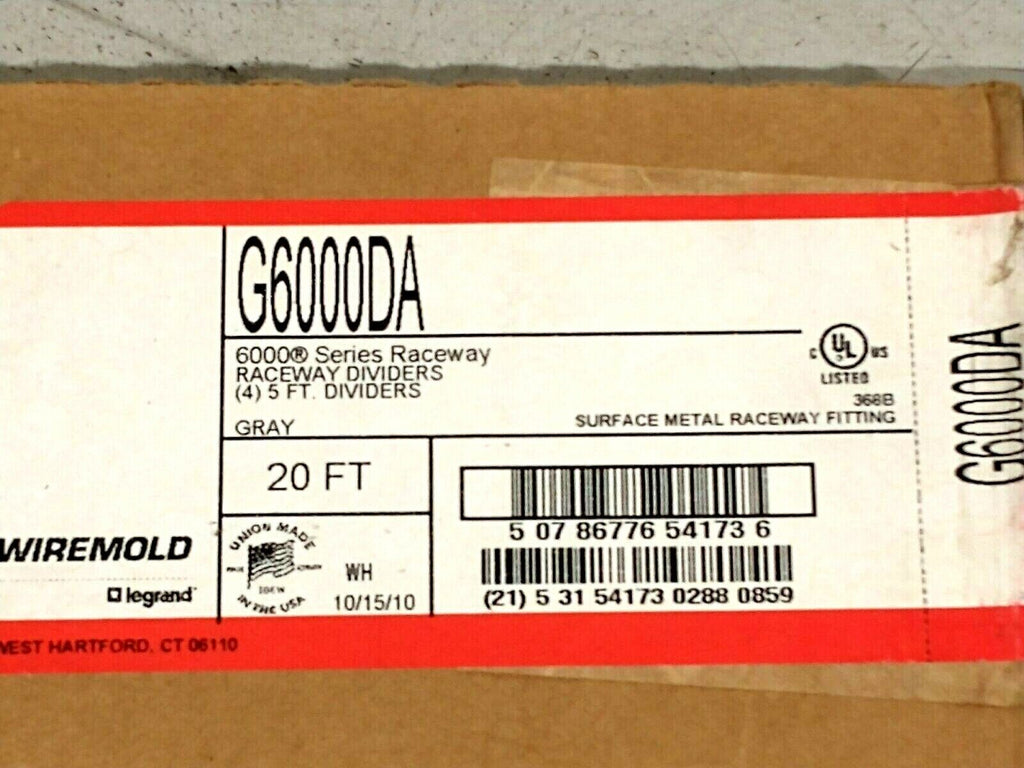 G6000DA
6000® Series Raceway
RACEWAY DIVIDERS
(4) 5 FT. DIVIDERS
GRAY
C UL US
LISTED
368B
SURFACE METAL RACEWAY FITTING
20 FT
5 07 86776 54173 6
(21) 5 31 54173 0288 0859
UNION MADE
IBEW
IN THE USA
WH
10/15/10
WIREMOLD
legrand
WEST HARTFORD, CT 06110
G6000DA